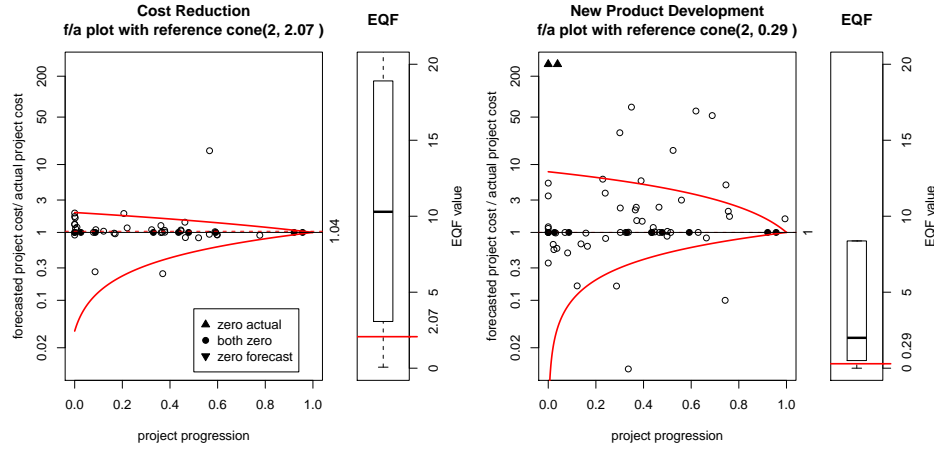 Cost Reduction
f/a plot with reference cone(2, 2.07 )
EQF
forecasted project cost/ actual project cost
200
50
10
3
1
0.3
0.1
0.02
1.04
zero actual
both zero
zero forecast
0.0 0.2 0.4 0.6 0.8 1.0
project progression
20
15
10
5
2.07
0
EQF value
New Product Development
f/a plot with reference cone(2, 0.29 )
EQF
forecasted project cost / actual project cost
200
50
10
3
1
0.3
0.1
0.02
1
0.0 0.2 0.4 0.6 0.8 1.0
project progression
20
15
10
5
0.29
0
EQF value